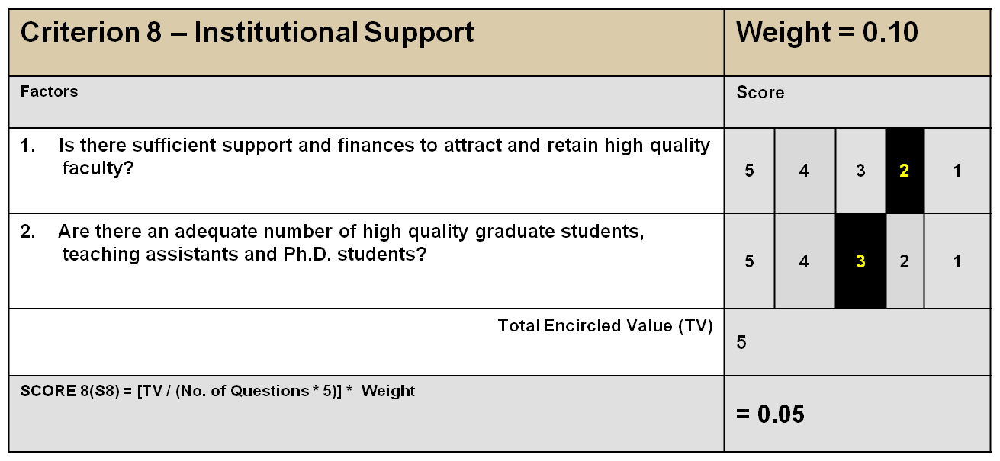 Criterion 8 – Institutional Support Weight = 0.10
Factors Score
1. Is there sufficient support and finances to attract and retain high quality
faculty?
5 4 3 2 1
2. Are there an adequate number of high quality graduate students,
teaching assistants and Ph.D. students?
5 4 3 2 1
Total Encircled Value (TV)
5
SCORE 8(S8) = [TV / (No. of Questions * 5)] * Weight
= 0.05